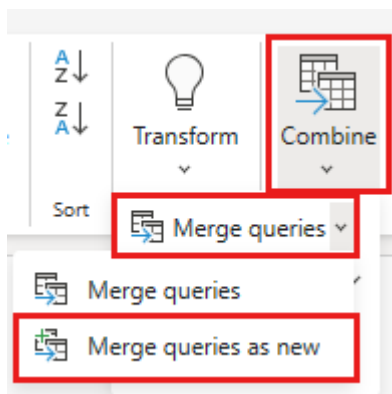 A
Z
Z
A
Sort
Transform
Combine
Merge queries
Merge queries
Merge queries as new